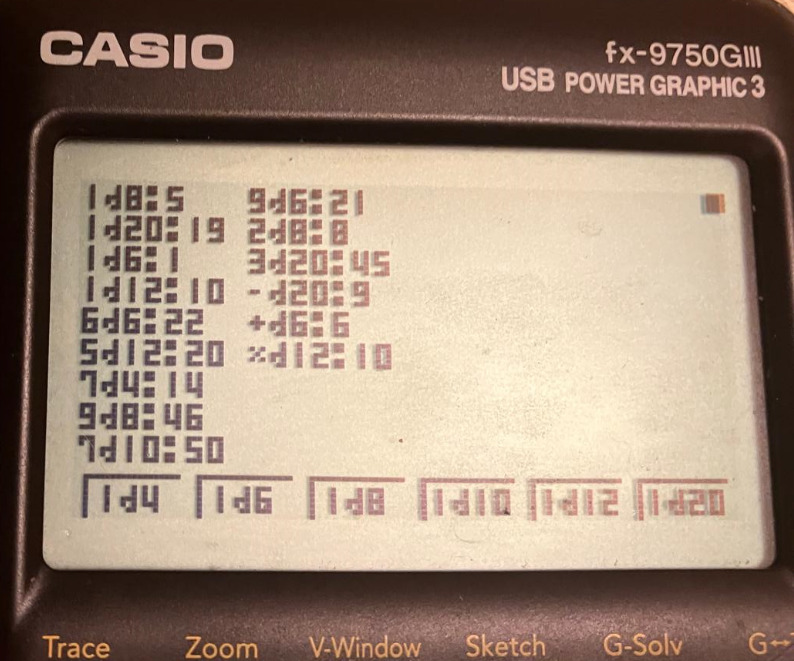 CASIO
fx-9750GIII
USB POWER GRAPHIC 3
1d8:5 9d6:21
1d20:19 2d8:8
1d6:1 3d20:45
1d12:10 -d20:9
6d6:22 +d6:6
5d12:20 ×d12:10
7d4:14
9d8:46
7d10:50
1d4 1d6 1d8 1d10 1d12 1d20
Trace Zoom V-Window Sketch G-Solv G↔